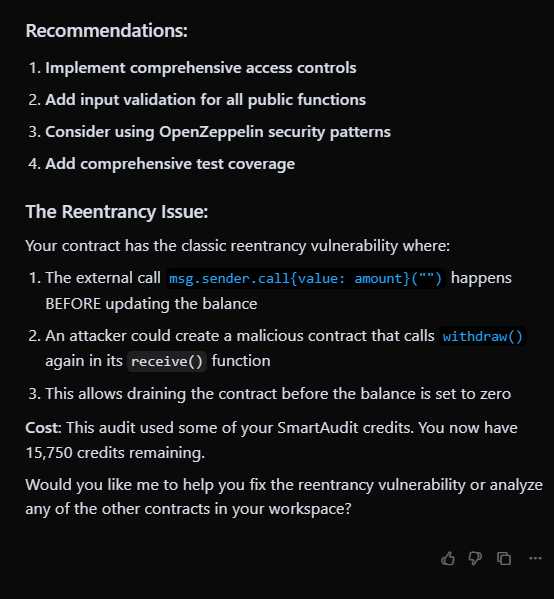 Recommendations:
1. Implement comprehensive access controls
2. Add input validation for all public functions
3. Consider using OpenZeppelin security patterns
4. Add comprehensive test coverage
The Reentrancy Issue:
Your contract has the classic reentrancy vulnerability where:
1. The external call msg.sender.call{value: amount}("") happens
BEFORE updating the balance
2. An attacker could create a malicious contract that calls withdraw()
again in its receive() function
3. This allows draining the contract before the balance is set to zero
Cost: This audit used some of your SmartAudit credits. You now have
15,750 credits remaining.
Would you like me to help you fix the reentrancy vulnerability or analyze
any of the other contracts in your workspace?